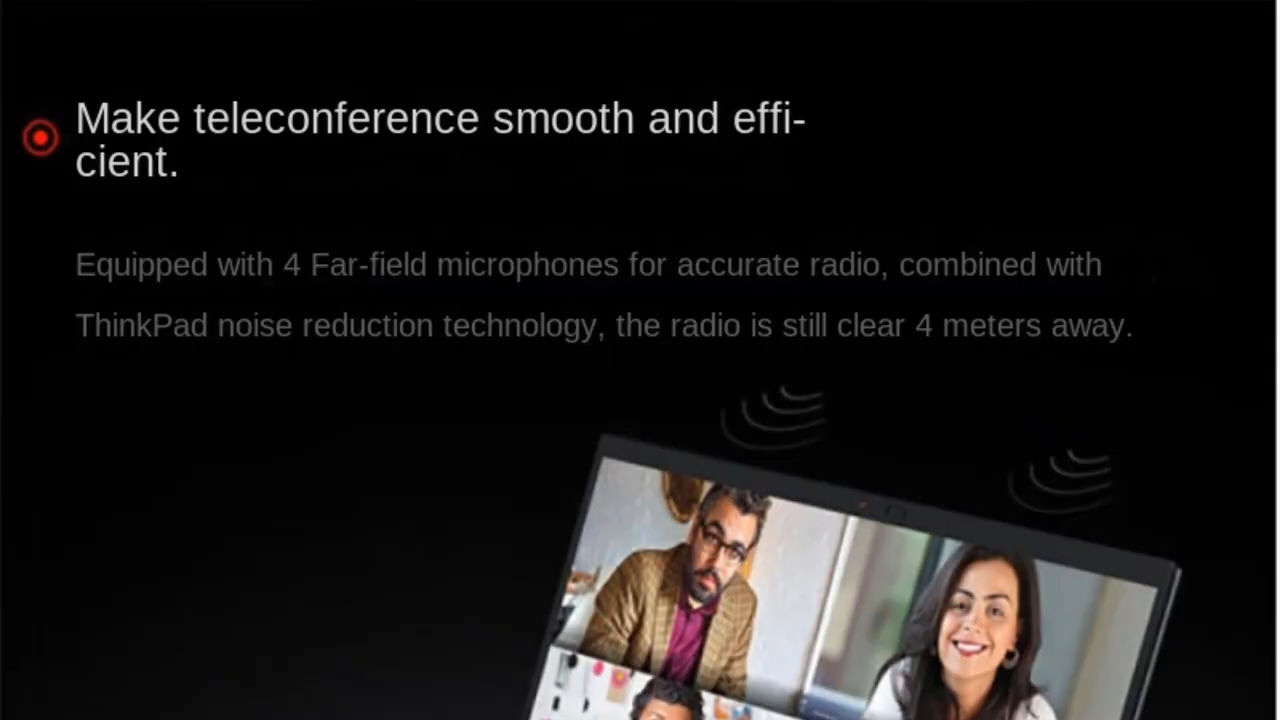 Make teleconference smooth and effi-
cient.
Equipped with 4 Far-field microphones for accurate radio, combined with
ThinkPad noise reduction technology, the radio is still clear 4 meters away.